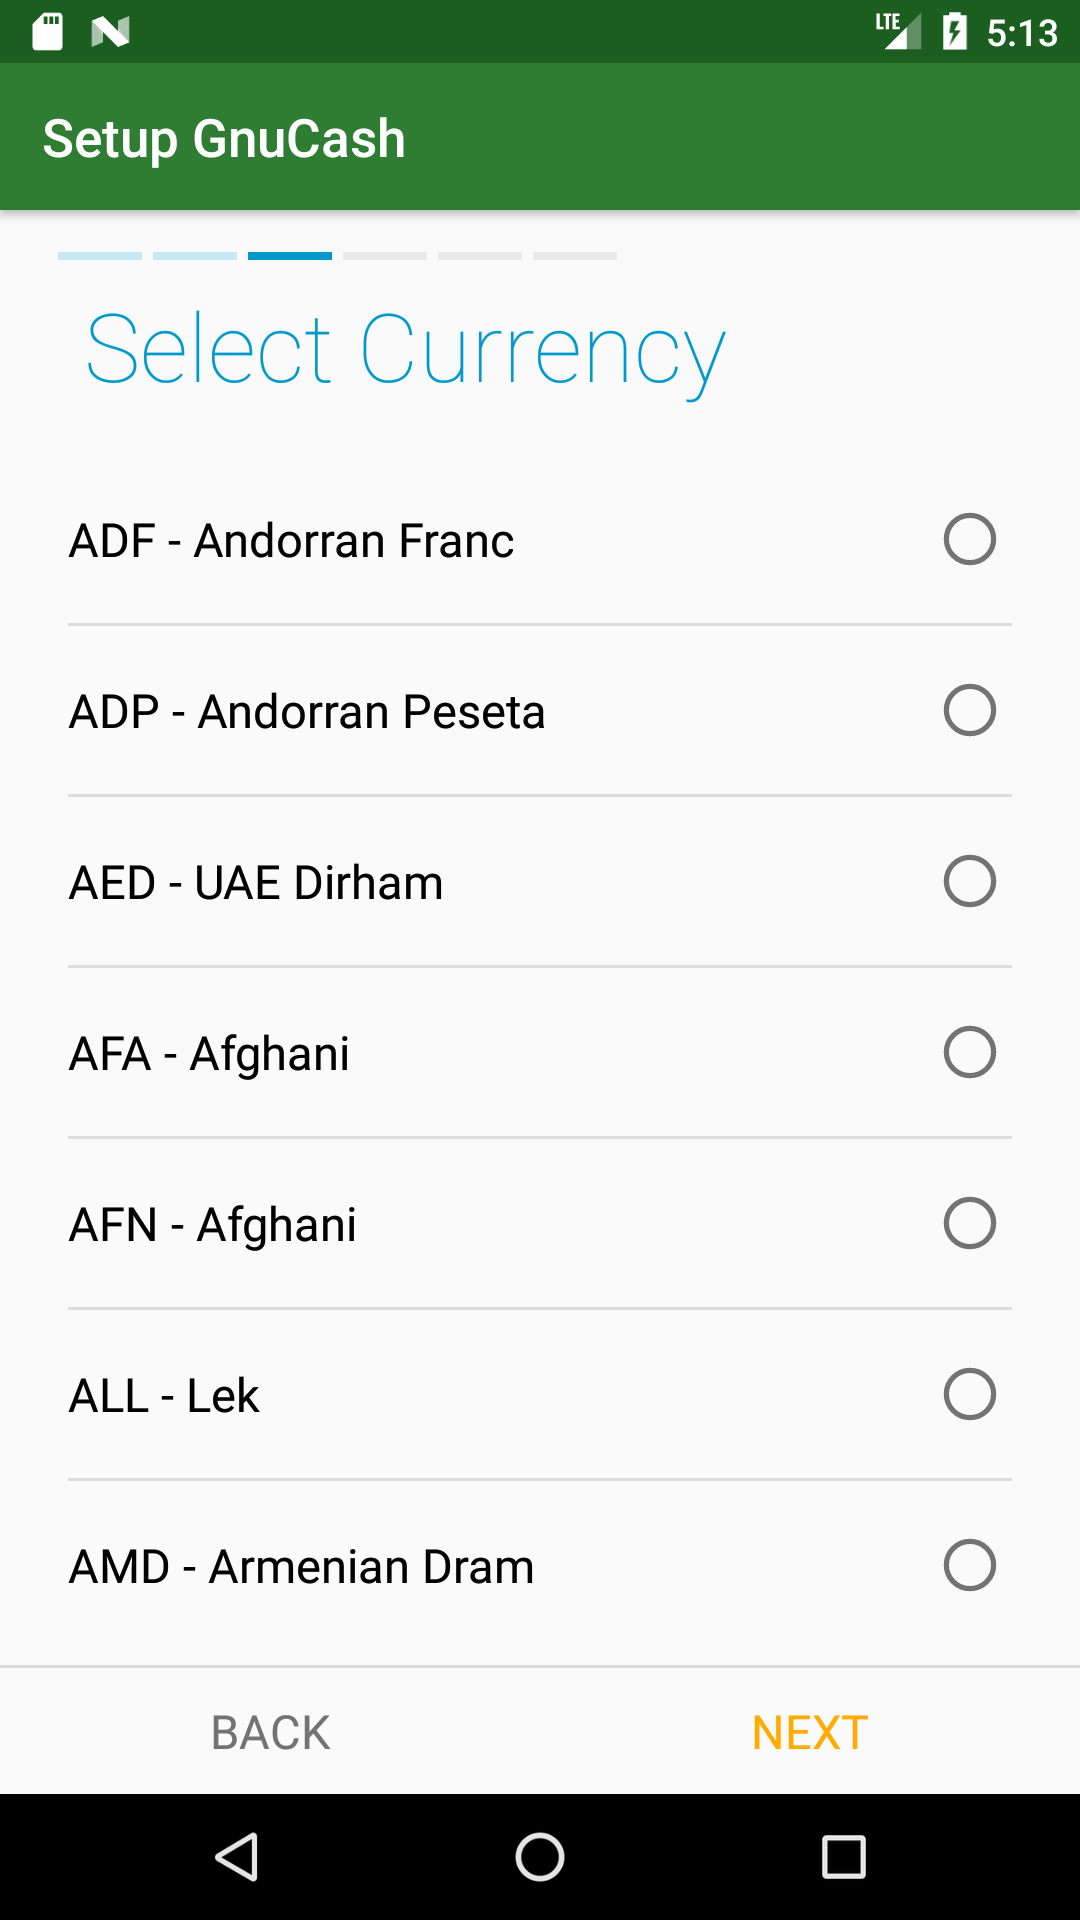 LTE 5:13
Setup GnuCash
Select Currency
ADF - Andorran Franc
ADP - Andorran Peseta
AED - UAE Dirham
AFA - Afghani
AFN - Afghani
ALL - Lek
AMD - Armenian Dram
BACK NEXT